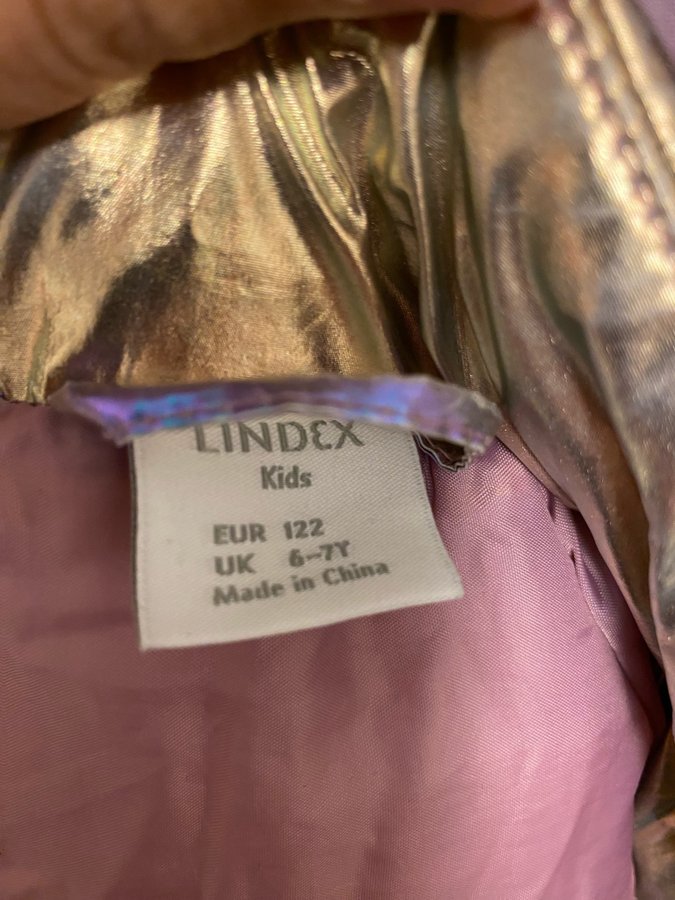 LINDEX
Kids
EUR 122
UK 6-7Y
Made in China